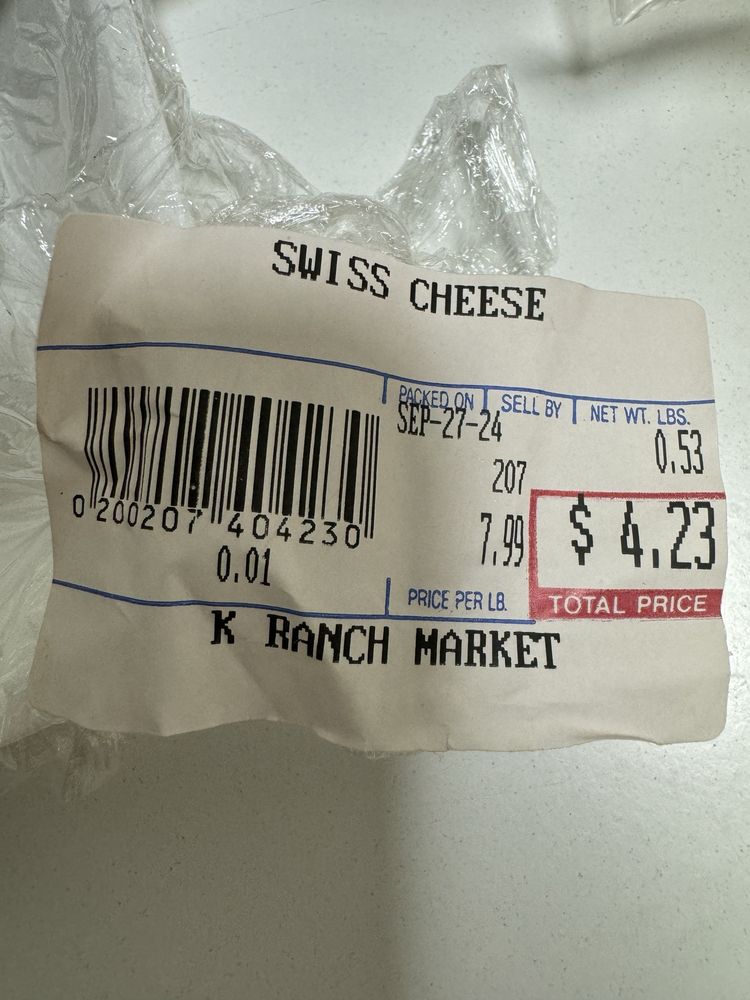 SWISS CHEESE
PACKED ON SELL BY NET WT. LBS.
SEP-27-24 0.53
207
7.99 $ 4.23
0 200207 404230
0.01
PRICE PER LB. TOTAL PRICE
K RANCH MARKET